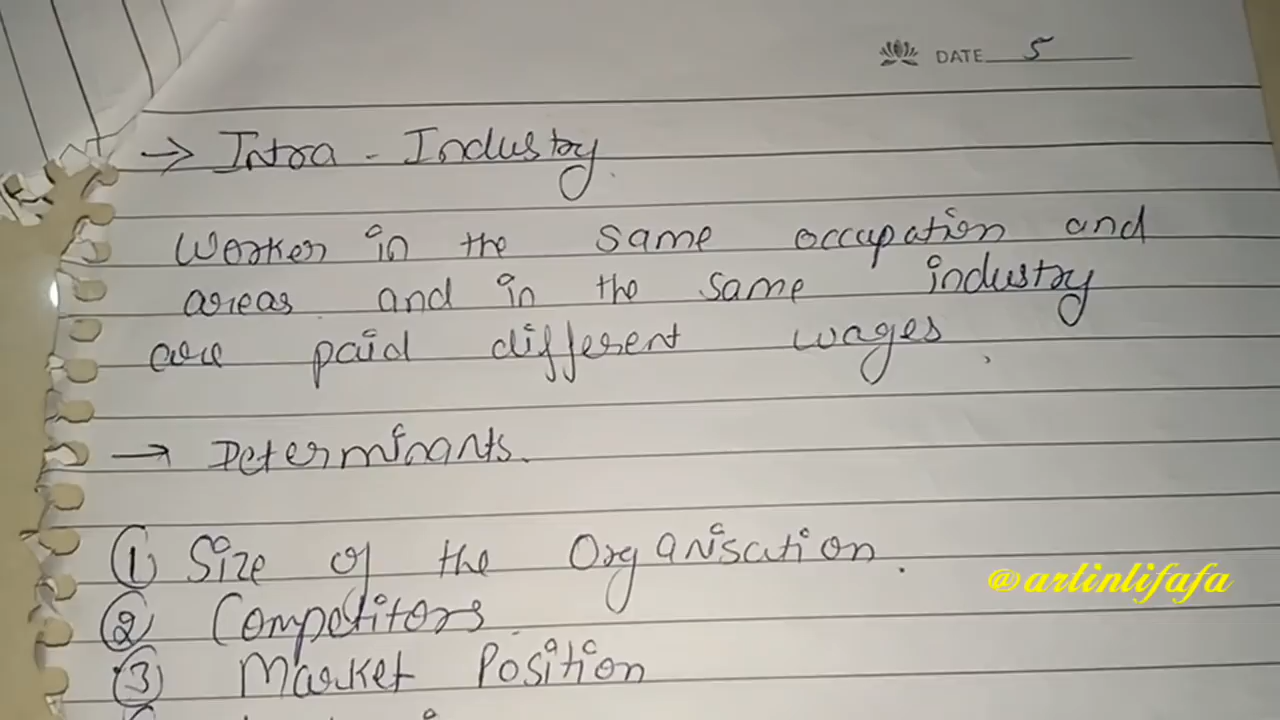 DATE 5
→ Intra - Industry
Worker in the same occupation and
areas and in the same industry
are paid different wages
→ Determinants.
① Size of the Organisation.
@artinlifafa
② Competitors
③ Market Position